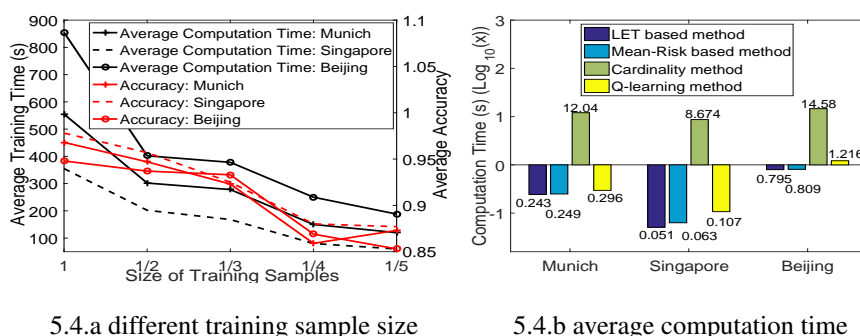 900
800
700
600
500
400
300
200
100
Average Training Time (s)
Average Computation Time: Munich
Average Computation Time: Singapore
Average Computation Time: Beijing
Accuracy: Munich
Accuracy: Singapore
Accuracy: Beijing
1.1
1.05
1
0.95
0.9
0.85
Average Accuracy
1 1/2 1/3 1/4 1/5
Size of Training Samples
5.4.a different training sample size
Computation Time (s) (Log10(x))
3
2
1
0
-1
LET based method
Mean-Risk based method
Cardinality method
Q-learning method
12.04 8.674 14.58
0.243 0.249 0.296
0.051 0.063 0.107
0.795 0.809 1.216
Munich Singapore Beijing
5.4.b average computation time